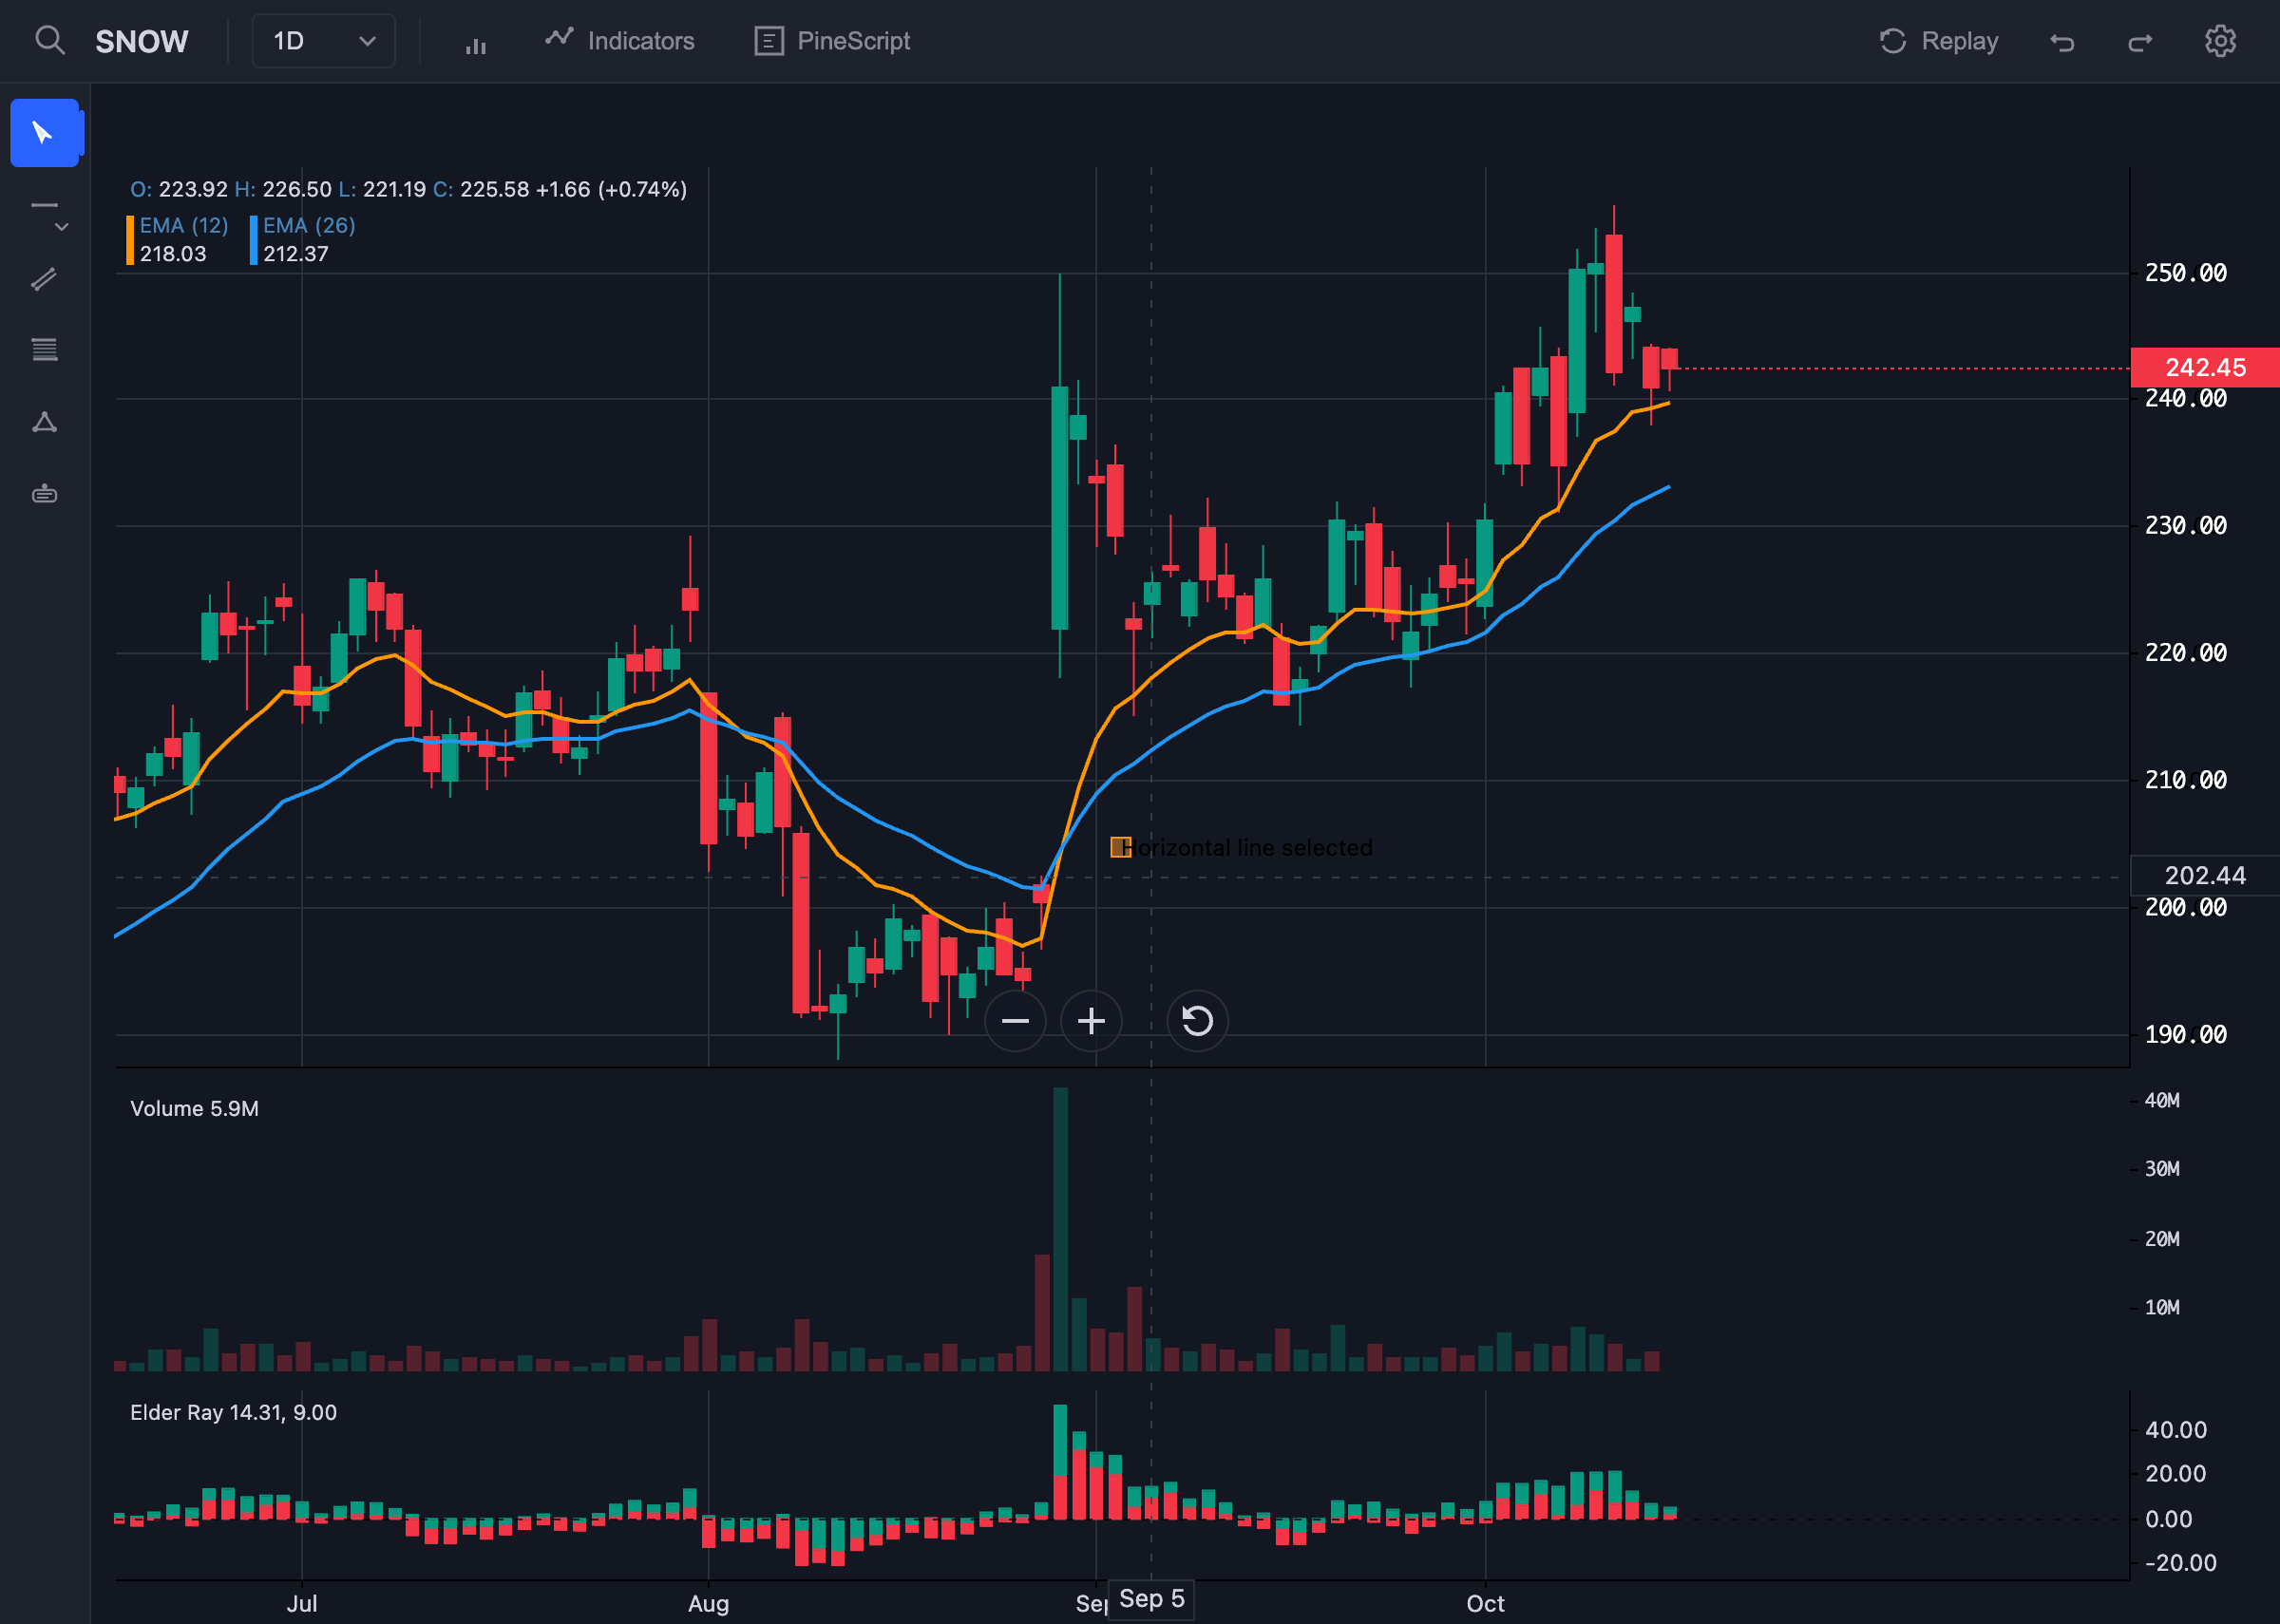 SNOW 1D Indicators PineScript Replay
O: 223.92 H: 226.50 L: 221.19 C: 225.58 +1.66 (+0.74%)
EMA (12) EMA (26)
218.03 212.37
250.00
242.45
240.00
230.00
220.00
210.00
Horizontal line selected
202.44
200.00
190.00
Volume 5.9M
40M
30M
20M
10M
Elder Ray 14.31, 9.00
40.00
20.00
0.00
-20.00
Jul Aug Sep Sep 5 Oct